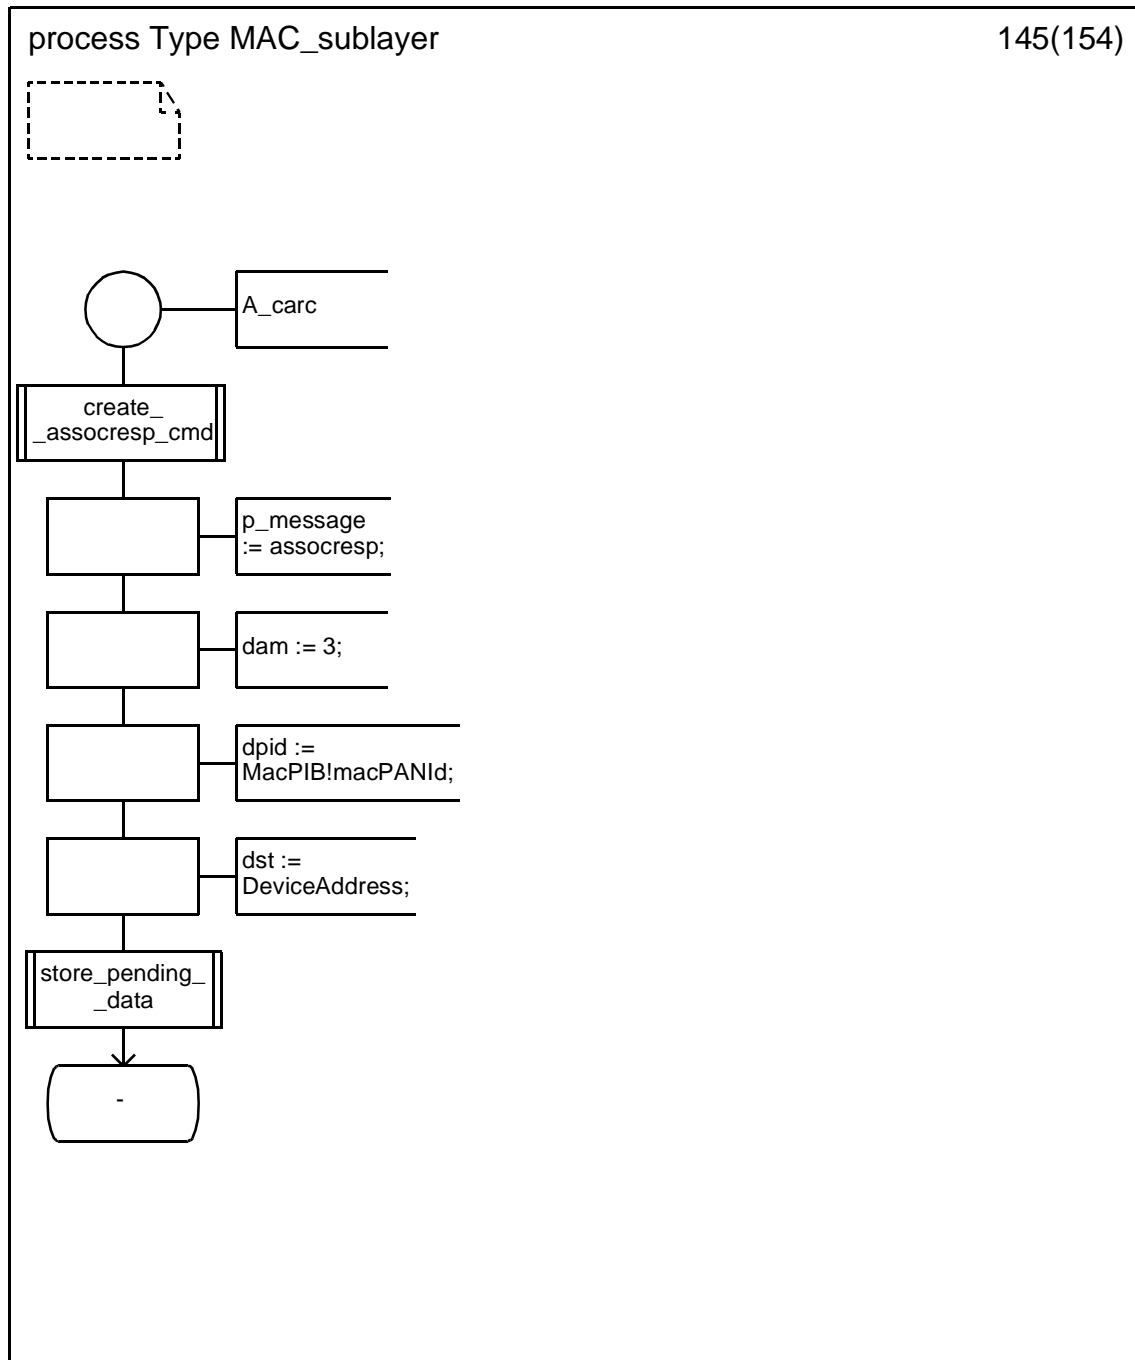 process Type MAC_sublayer
145(154)
A_carc
create_
_assocresp_cmd
p_message
:= assocresp;
dam := 3;
dpid :=
MacPIB!macPANId;
dst :=
DeviceAddress;
store_pending_
_data
-